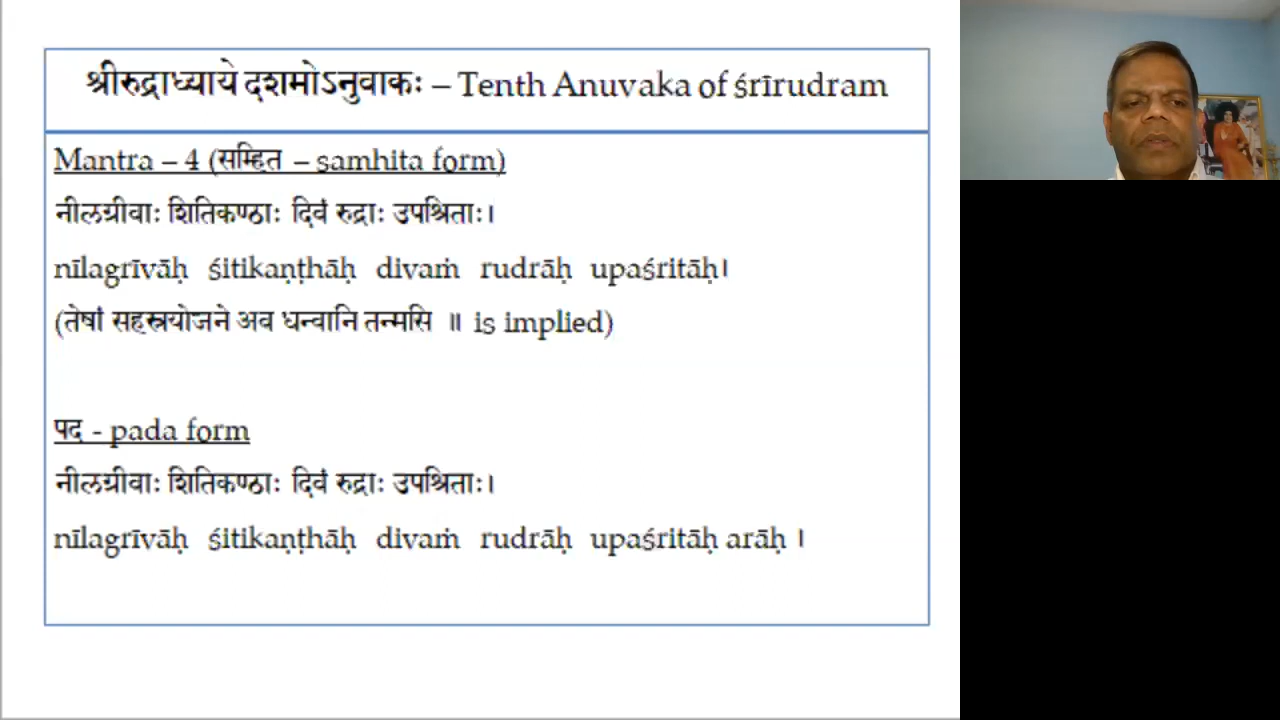 श्रीरुद्राध्याये दशमोऽनुवाकः – Tenth Anuvaka of śrīrudram
Mantra – 4 (सम्हित – samhita form)
नीलग्रीवाः शितिकण्ठाः दिवं रुद्राः उपश्रिताः।
nīlagrīvāḥ śitikaṇṭhāḥ divaṁ rudrāḥ upaśritāḥ।
(तेषां सहस्रयोजने अव धन्वानि तन्मसि ॥ is implied)
पद - pada form
नीलग्रीवाः शितिकण्ठाः दिवं रुद्राः उपश्रिताः।
nīlagrīvāḥ śitikaṇṭhāḥ divaṁ rudrāḥ upaśritāḥ arāḥ ।